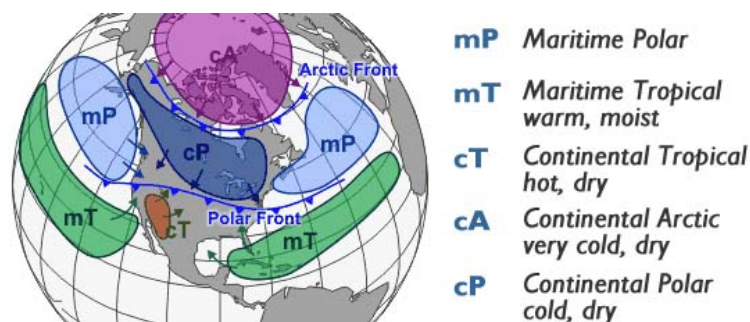 cA
Arctic Front
mP
cP
mP
mT
Polar Front
cT
mT
mP Maritime Polar
mT Maritime Tropical
warm, moist
cT Continental Tropical
hot, dry
cA Continental Arctic
very cold, dry
cP Continental Polar
cold, dry